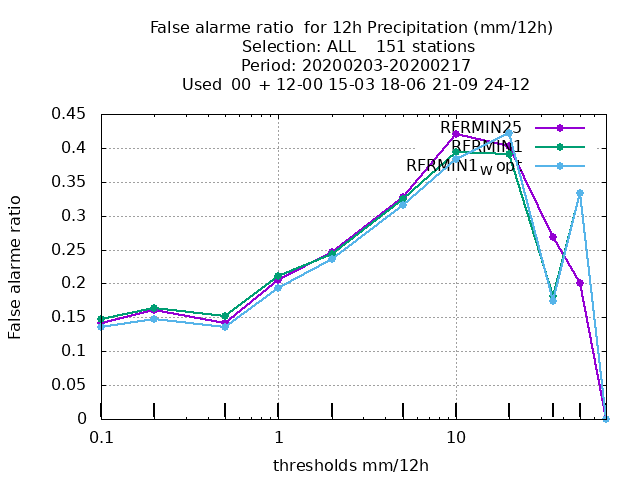 False alarme ratio  for 12h Precipitation (mm/12h)
Selection: ALL    151 stations
Period: 20200203-20200217
Used  00  + 12-00 15-03 18-06 21-09 24-12
RFRMIN25
RFRMIN1
RFRMIN1w opt
0.45
0.4
0.35
0.3
0.25
0.2
0.15
0.1
0.05
0
False alarme ratio
0.1 1 10
thresholds mm/12h